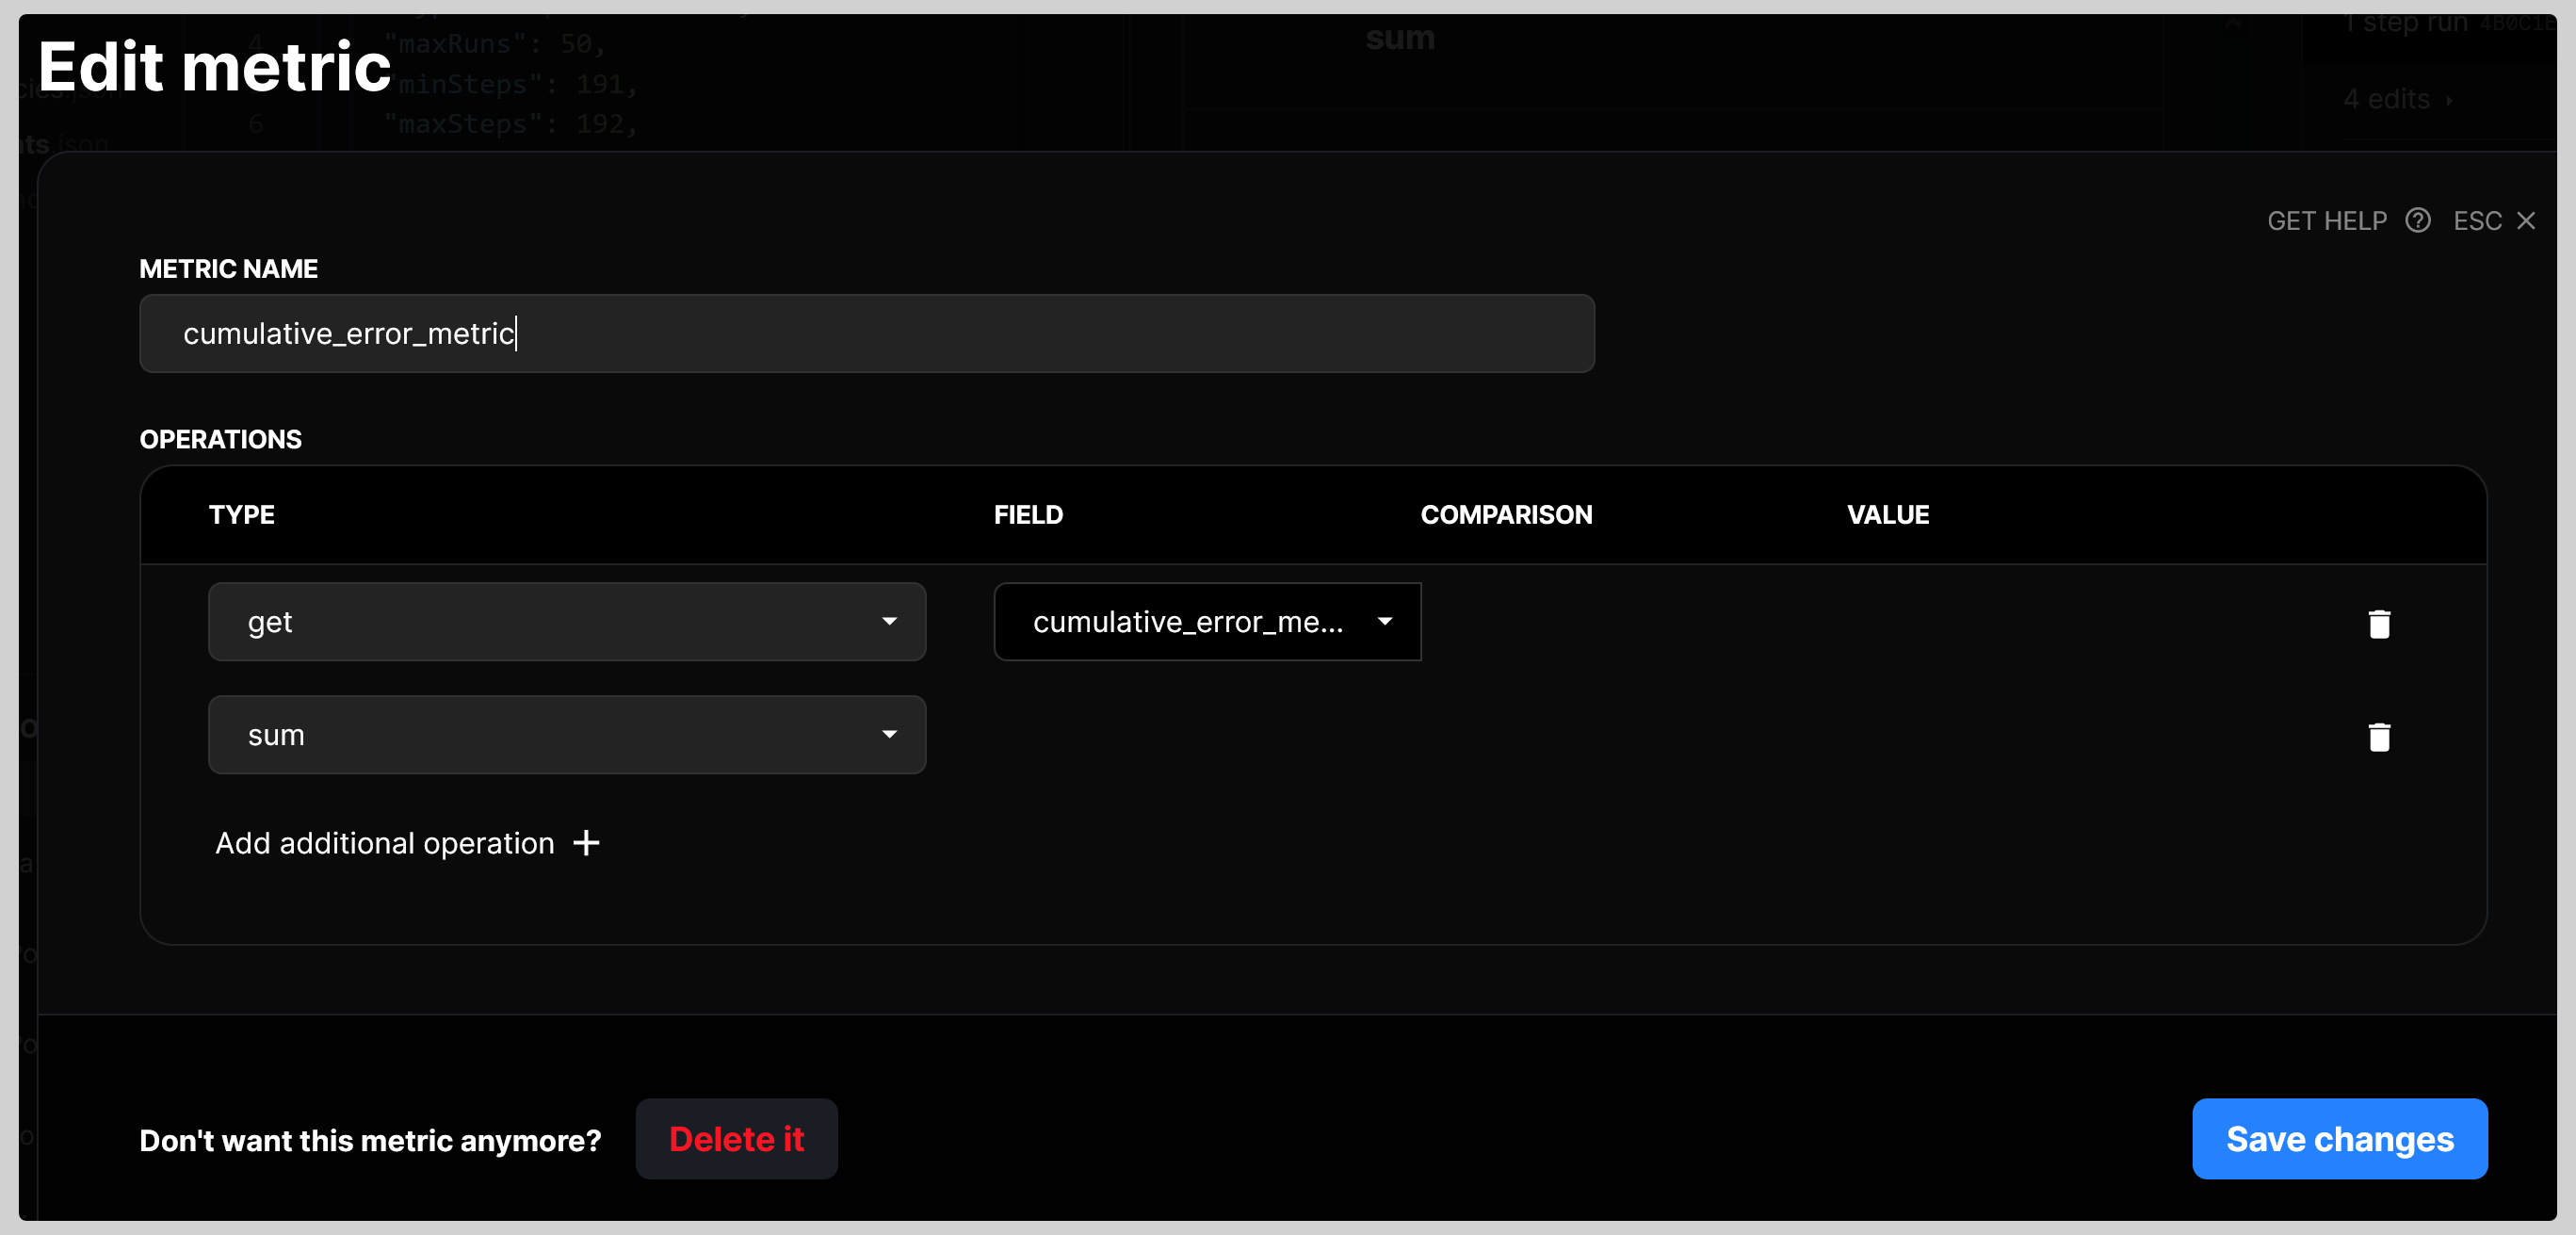 4 "maxRuns": 50,
sum
1 step run
Edit metric
"minSteps": 191,
4 edits
6 "maxSteps": 192,
GET HELP ESC
METRIC NAME
cumulative_error_metric
OPERATIONS
TYPE FIELD COMPARISON VALUE
get cumulative_error_me...
sum
Add additional operation +
Don't want this metric anymore? Delete it Save changes